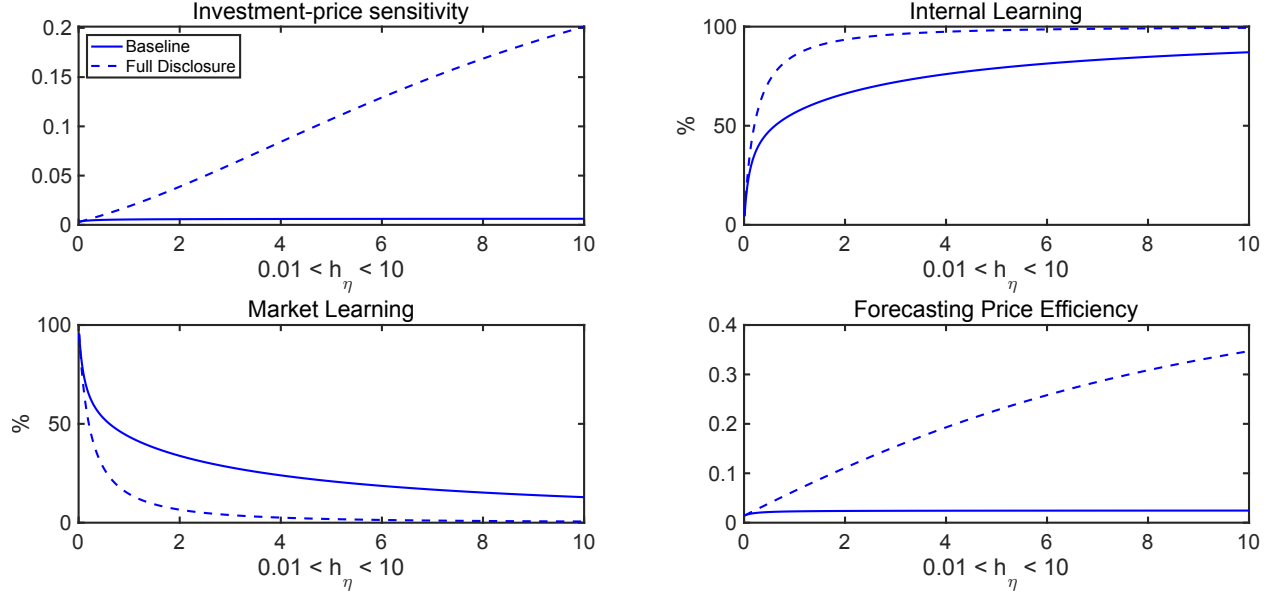 Investment-price sensitivity
0.2
0.15
0.1
0.05
0
Baseline
Full Disclosure
0 2 4 6 8 10
0.01 < h_η < 10
Internal Learning
100
50
0
%
0 2 4 6 8 10
0.01 < h_η < 10
Market Learning
100
50
0
%
0 2 4 6 8 10
0.01 < h_η < 10
Forecasting Price Efficiency
0.4
0.3
0.2
0.1
0
0 2 4 6 8 10
0.01 < h_η < 10